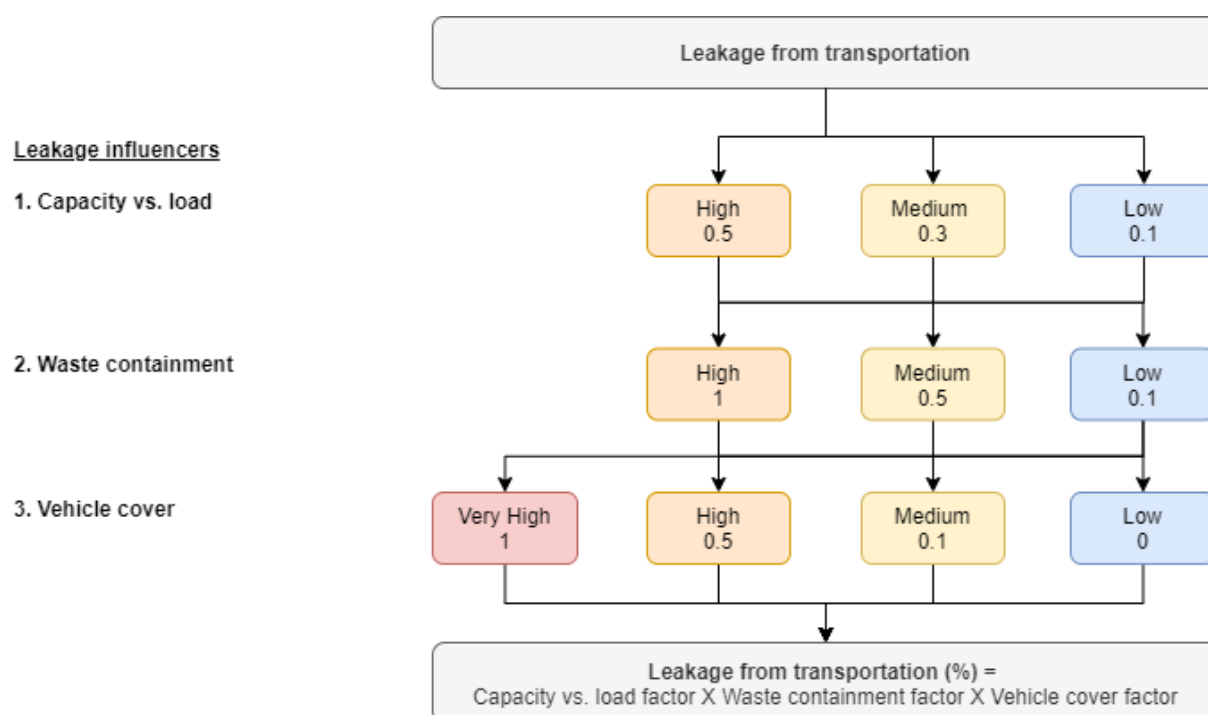 Leakage from transportation
Leakage influencers
1. Capacity vs. load
High
0.5
Medium
0.3
Low
0.1
2. Waste containment
High
1
Medium
0.5
Low
0.1
3. Vehicle cover
Very High
1
High
0.5
Medium
0.1
Low
0
Leakage from transportation (%) =
Capacity vs. load factor X Waste containment factor X Vehicle cover factor